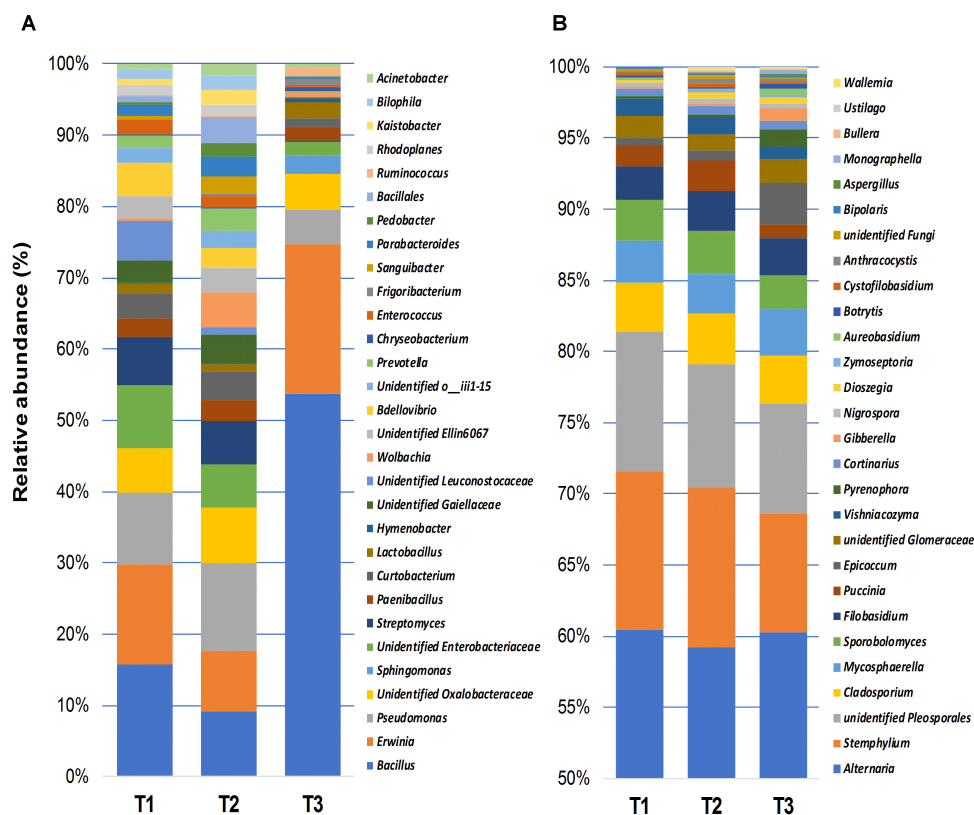 A
Relative abundance (%)
100%
90%
80%
70%
60%
50%
40%
30%
20%
10%
0%
T1
T2
T3
Acinetobacter
Bilophila
Kaistobacter
Rhodoplanes
Ruminococcus
Bacillales
Pedobacter
Parabacteroides
Sanguibacter
Frigoribacterium
Enterococcus
Chryseobacterium
Prevotella
Unidentified o__iii1-15
Bdellovibrio
Unidentified Ellin6067
Wolbachia
Unidentified Leuconostocaceae
Unidentified Gaiellaceae
Hymenobacter
Lactobacillus
Curtobacterium
Paenibacillus
Streptomyces
Unidentified Enterobacteriaceae
Sphingomonas
Unidentified Oxalobacteraceae
Pseudomonas
Erwinia
Bacillus
B
100%
95%
90%
85%
80%
75%
70%
65%
60%
55%
50%
T1
T2
T3
Wallemia
Ustilago
Bullera
Monographella
Aspergillus
Bipolaris
unidentified Fungi
Anthracocystis
Cystofilobasidium
Botrytis
Aureobasidium
Zymoseptoria
Dioszegia
Nigrospora
Gibberella
Cortinarius
Pyrenophora
Vishniacozyma
unidentified Glomeraceae
Epicoccum
Puccinia
Filobasidium
Sporobolomyces
Mycosphaerella
Cladosporium
unidentified Pleosporales
Stemphylium
Alternaria